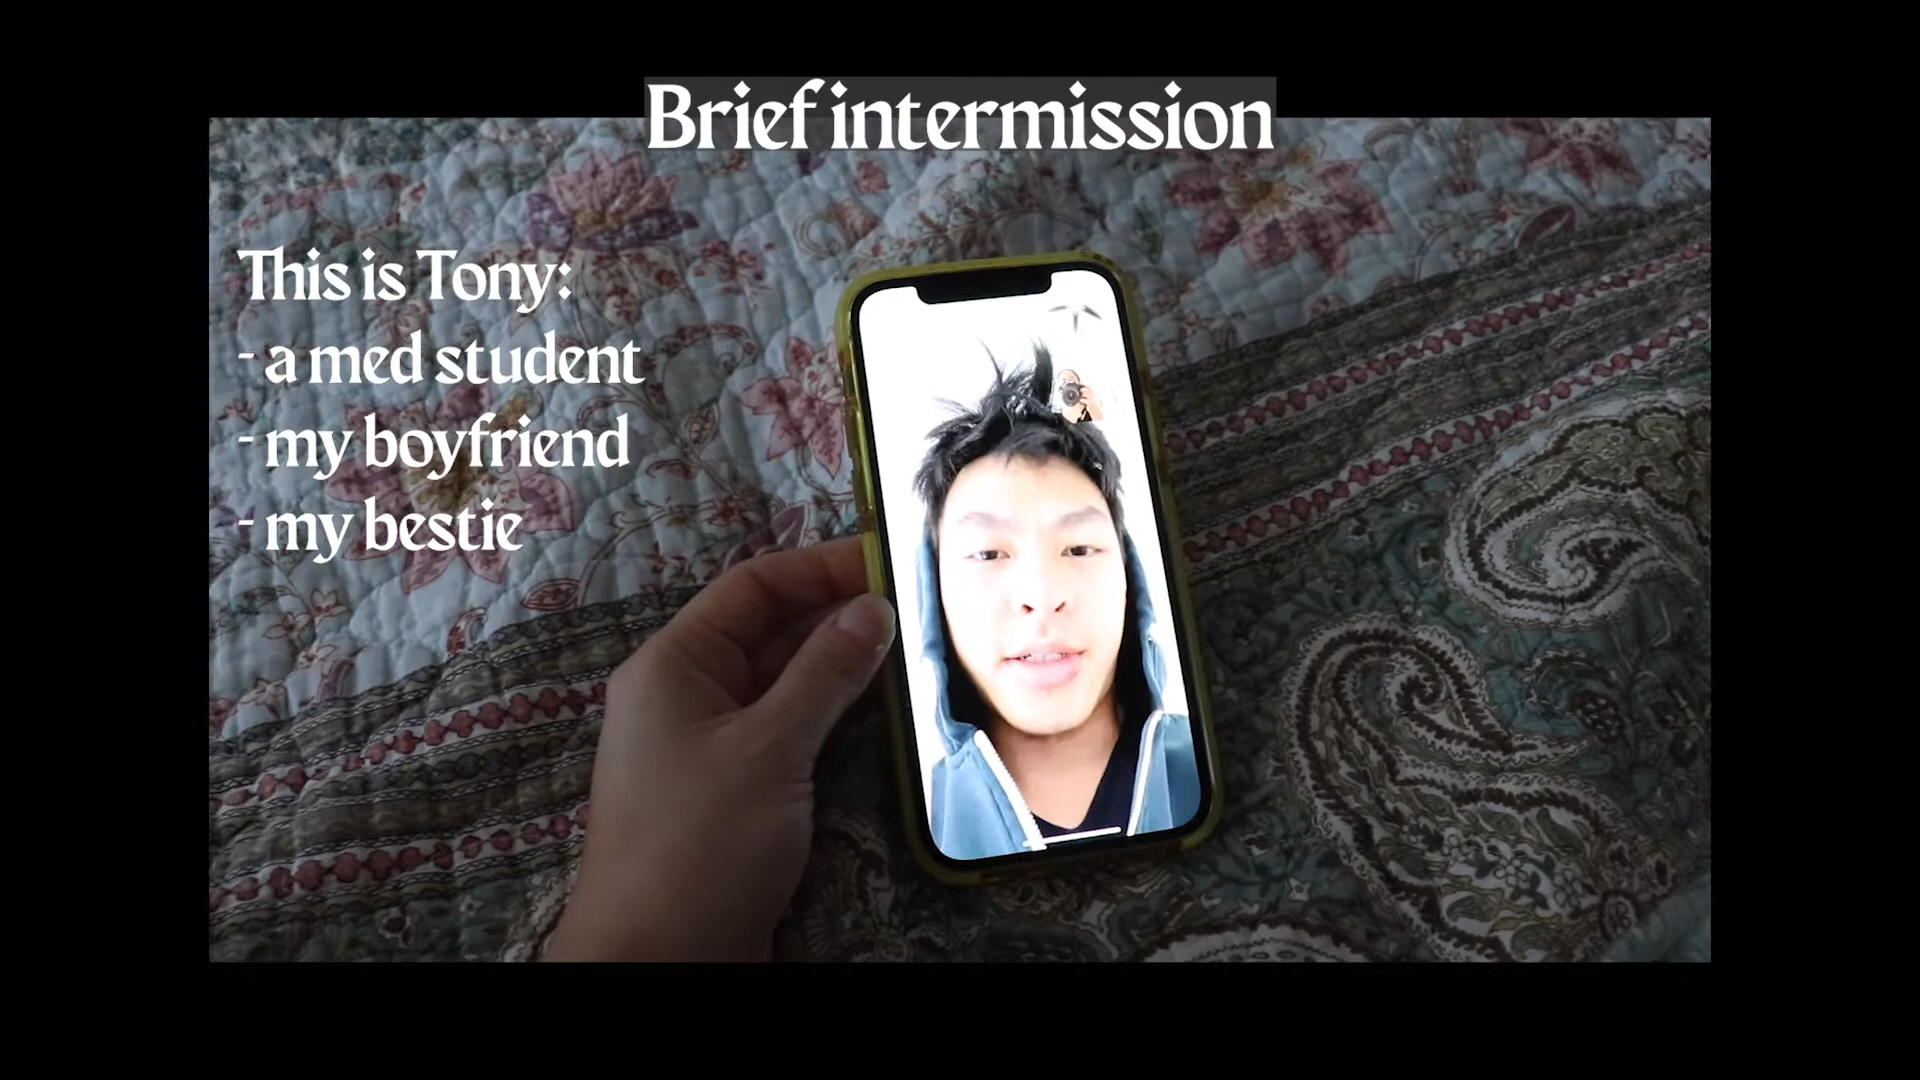 Brief intermission
This is Tony:
- a med student
- my boyfriend
- my bestie